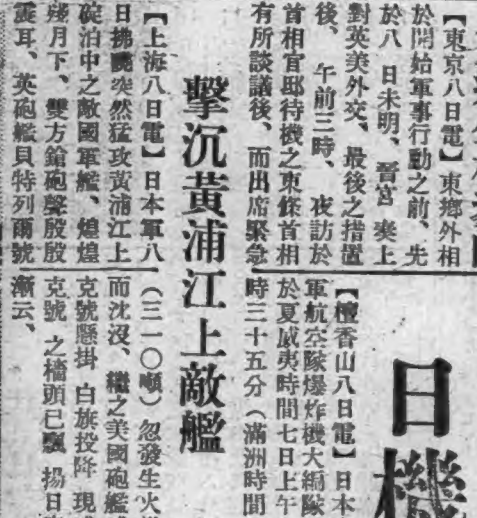 【東京八日電】東鄉外相
於開始軍事行動之前、先
於八日未明、晉宮奏上
對英美外交、最後之措置
後、午前三時、夜訪於
首相官邸待機之東條首相
有所談議後、而出席緊急
日機
【檀香山八日電】日本
軍航空隊爆炸機大編隊
於夏威夷時間七日上午
時三十五分（滿洲時間
擊沉黃浦江上敵艦
【上海八日電】日本軍八
日拂曉突然猛攻黃浦江上
碇泊中之敵國軍艦、煌煌
殘月下、雙方鎗砲聲殷殷
震耳、英砲艦貝特列爾號
（三一〇噸）忽發生火
而沈沒、繼之美國砲艦
克號懸掛白旗投降現
克號之檣頭已飄揚日
漸云、